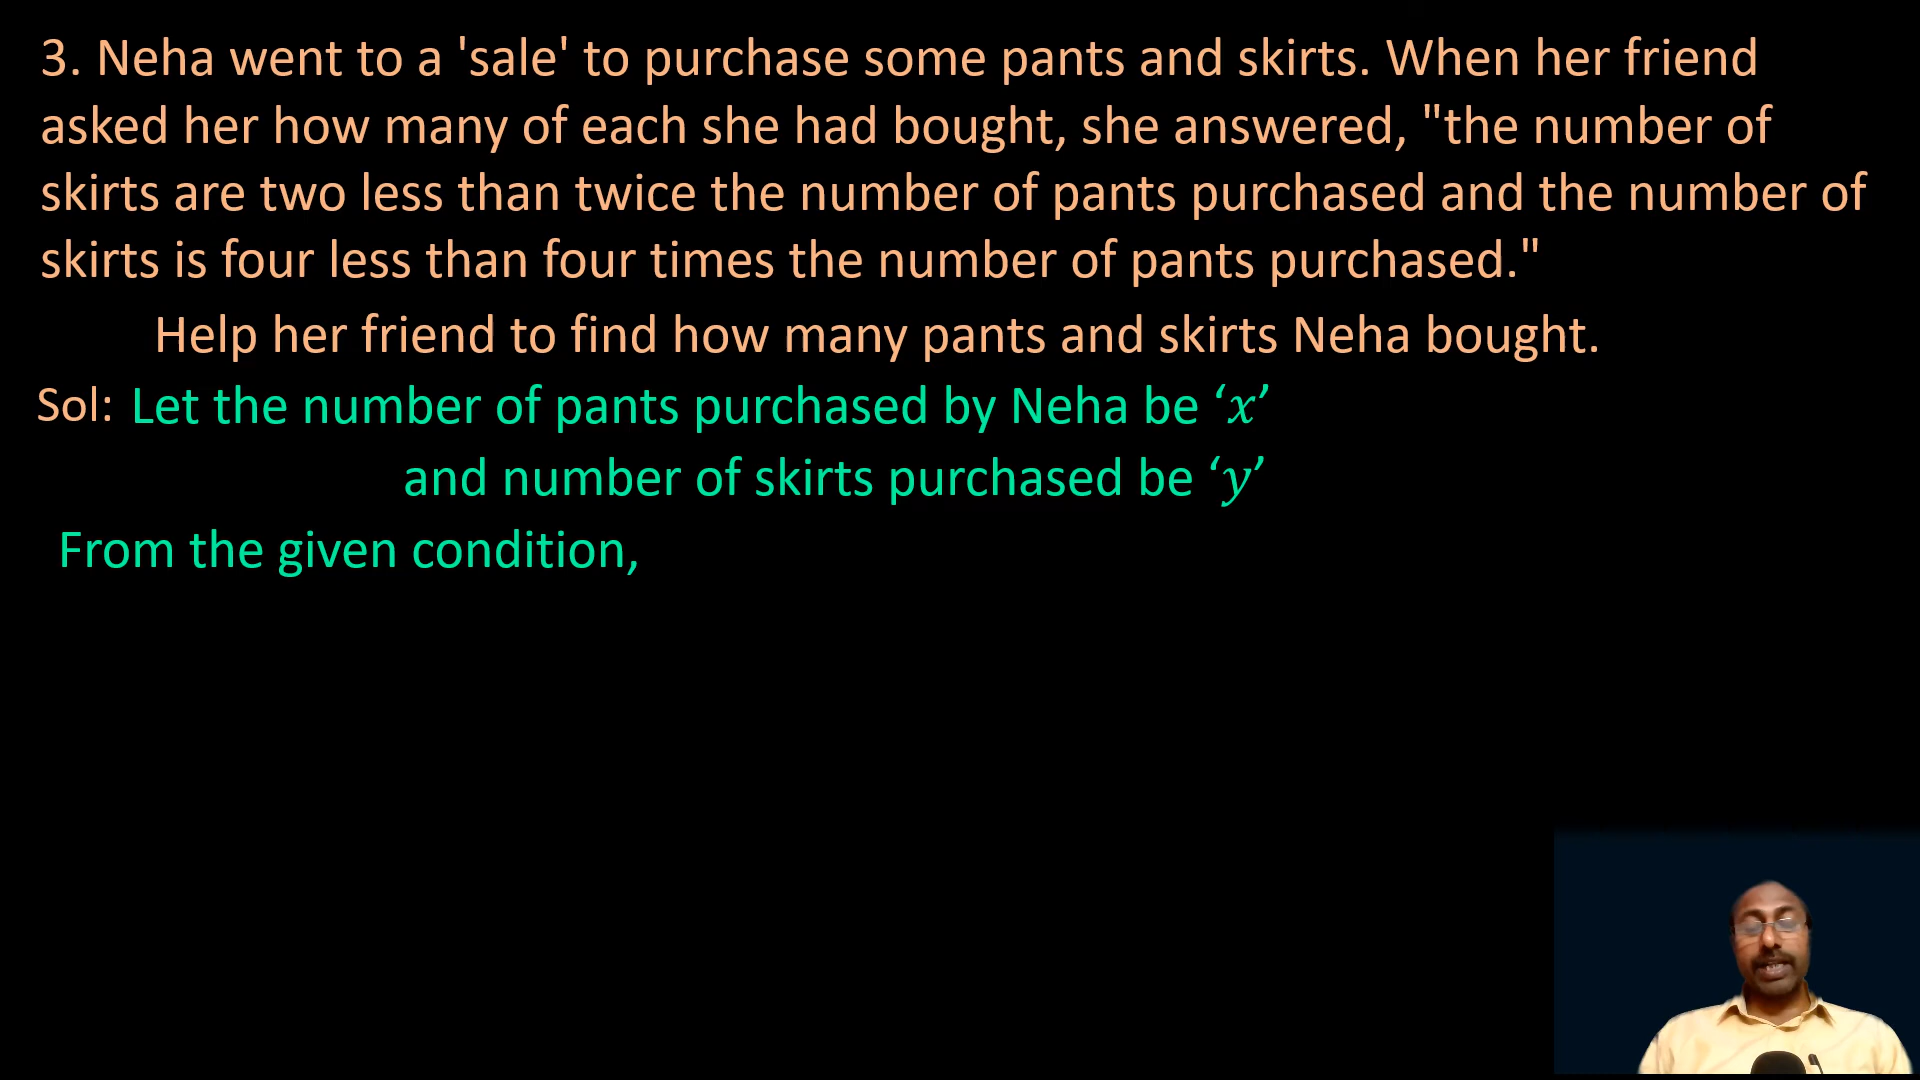 3. Neha went to a 'sale' to purchase some pants and skirts. When her friend
asked her how many of each she had bought, she answered, "the number of
skirts are two less than twice the number of pants purchased and the number of
skirts is four less than four times the number of pants purchased."
Help her friend to find how many pants and skirts Neha bought.
Sol: Let the number of pants purchased by Neha be ‘x’
and number of skirts purchased be ‘y’
From the given condition,